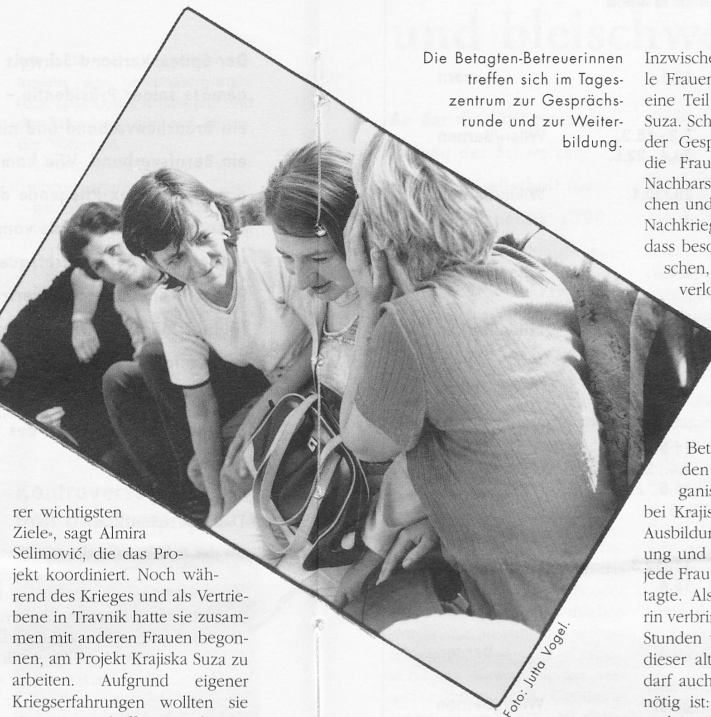 Die Betagten-Betreuerinnen
treffen sich im Tages-
zentrum zur Gesprächs-
runde und zur Weiter-
bildung.
rer wichtigsten
Ziele», sagt Almira
Selimović, die das Pro-
jekt koordiniert. Noch wäh-
rend des Krieges und als Vertrie-
bene in Travnik hatte sie zusam-
men mit anderen Frauen begon-
nen, am Projekt Krajiska Suza zu
arbeiten. Aufgrund eigener
Kriegserfahrungen wollten sie
Foto: Jutta Vogel.
Inzwische
le Frauen
eine Teil
Suza. Sch
der Gesp
die Frau
Nachbars
chen und
Nachkrieg
dass beso
schen,
verlo
Bet
den
ganis
bei Krajis
Ausbildun
ung und
jede Frau
tagte. Als
rin verbrin
Stunden
dieser alt
darf auch
nötig ist: